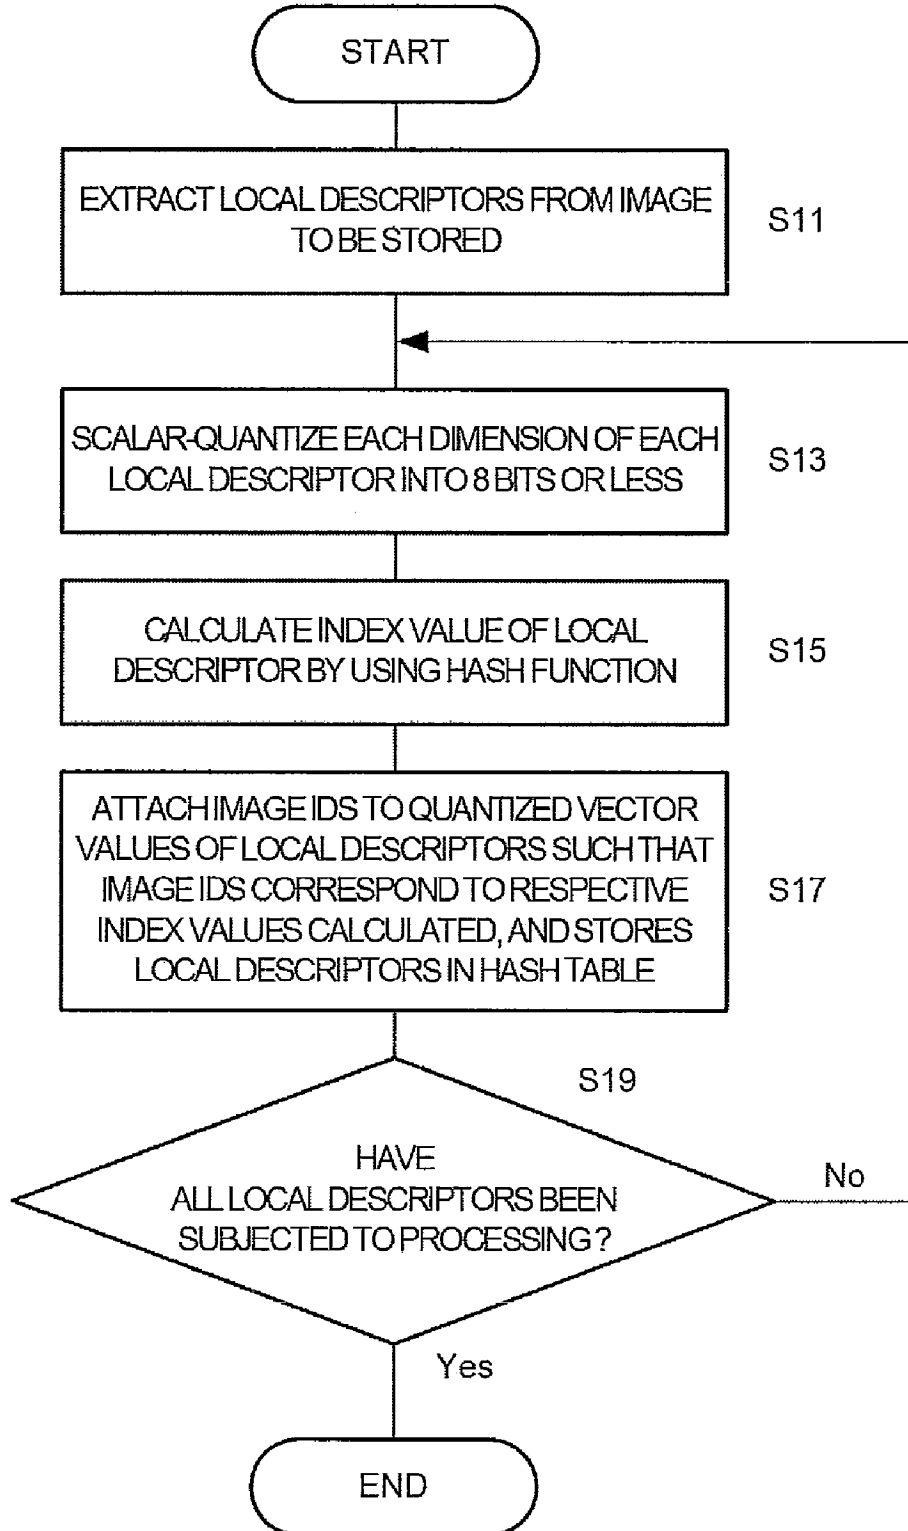 START
EXTRACT LOCAL DESCRIPTORS FROM IMAGE
TO BE STORED
S11
SCALAR-QUANTIZE EACH DIMENSION OF EACH
LOCAL DESCRIPTOR INTO 8 BITS OR LESS
S13
CALCULATE INDEX VALUE OF LOCAL
DESCRIPTOR BY USING HASH FUNCTION
S15
ATTACH IMAGE IDS TO QUANTIZED VECTOR
VALUES OF LOCAL DESCRIPTORS SUCH THAT
IMAGE IDS CORRESPOND TO RESPECTIVE
INDEX VALUES CALCULATED, AND STORES
LOCAL DESCRIPTORS IN HASH TABLE
S17
S19
HAVE
ALL LOCAL DESCRIPTORS BEEN
SUBJECTED TO PROCESSING?
No
Yes
END